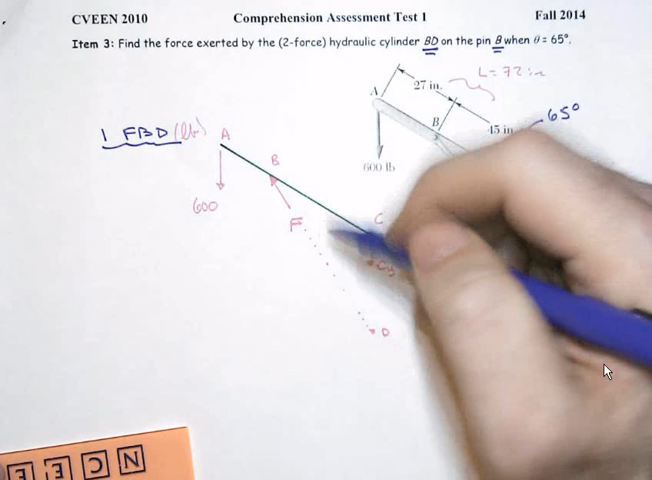 CVEEN 2010 Comprehension Assessment Test 1 Fall 2014
Item 3: Find the force exerted by the (2-force) hydraulic cylinder BD on the pin B when θ = 65°.
L=72 in
27 in.
A
65°
B
45 in
1 FBD (lb)
A
600 lb
B
600
F
C
D
N C E E